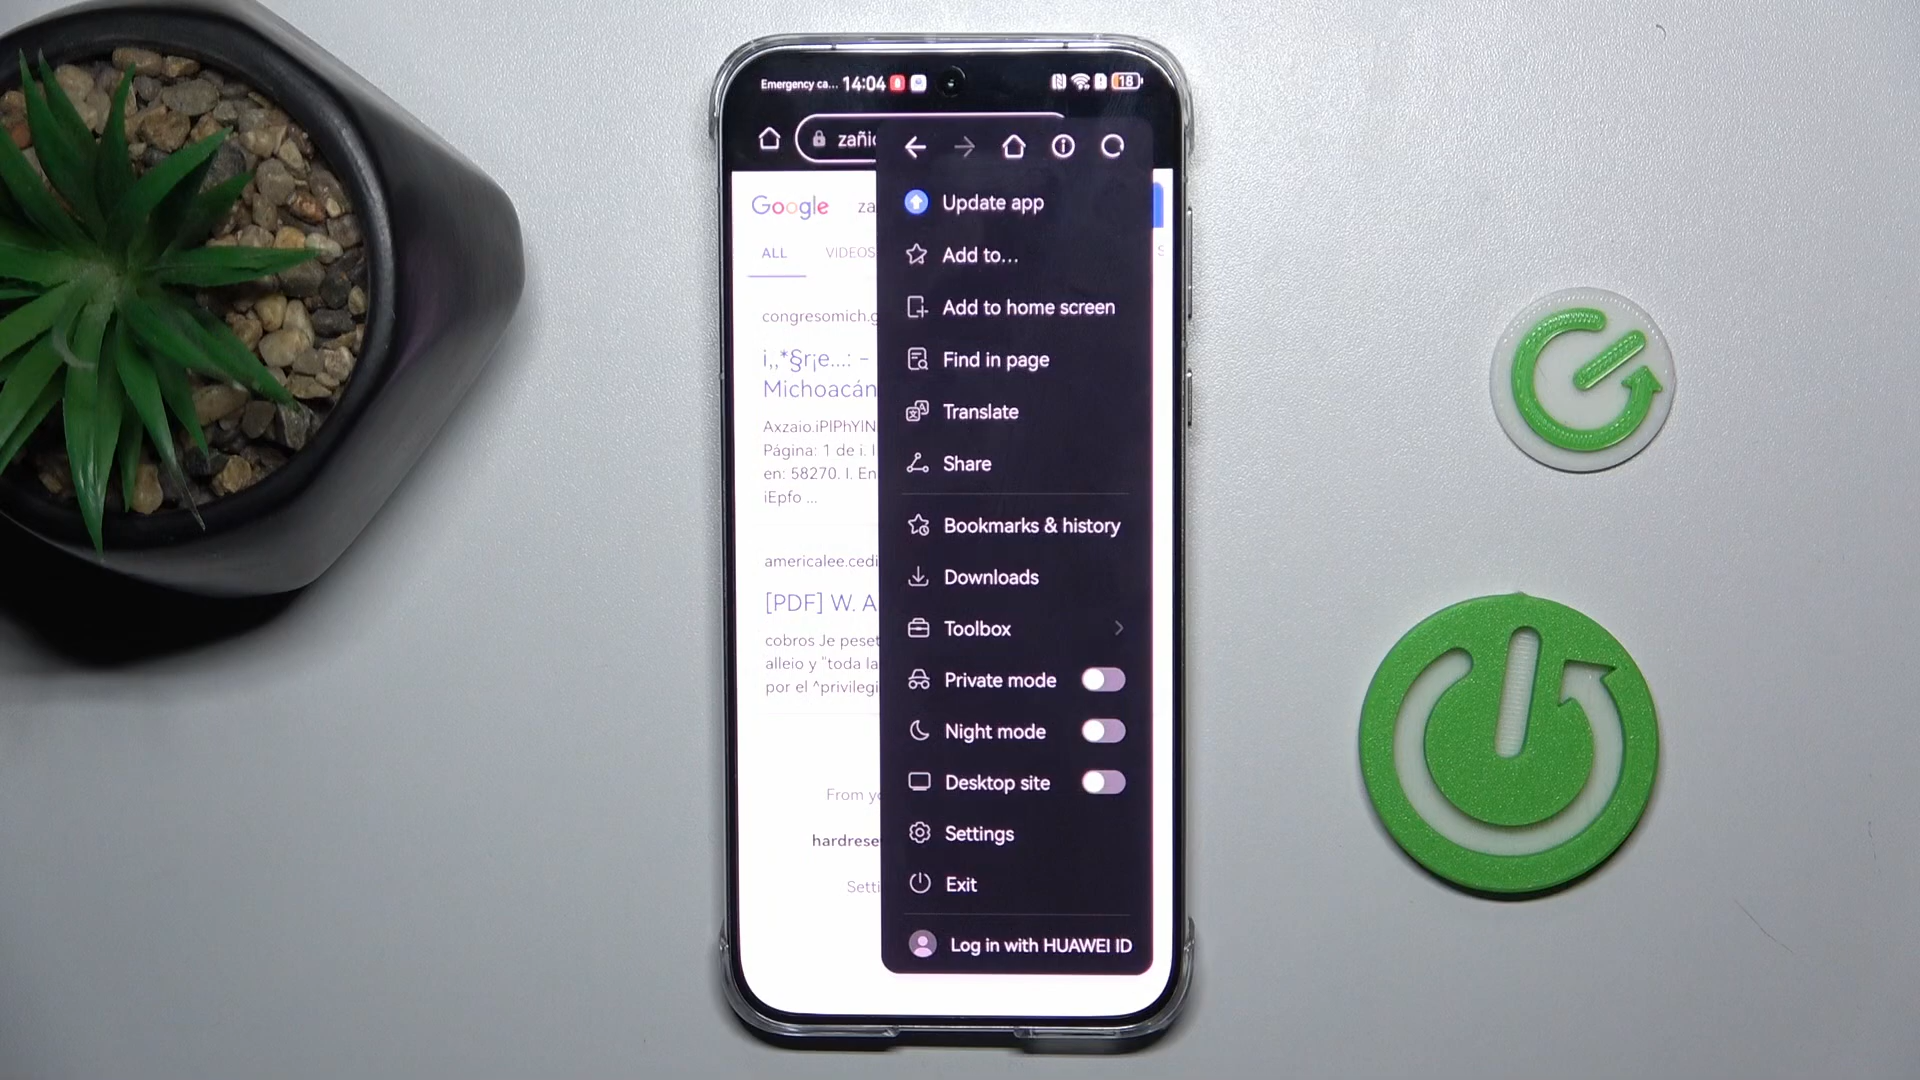 Emergency ca... 14:04 18
zañic
Google za
ALL VIDEOS S
congresomich.g
i,,*§r¡e...: -
Michoacán
Axzaio.iPIPhYIN
Página: 1 de i. I
en: 58270. I. En
iEpfo ...
americalee.cedi
[PDF] W. A
cobros Je peset
alleio y "toda la
por el ^privilegi
From yo
hardrese
Setti
Update app
Add to...
Add to home screen
Find in page
Translate
Share
Bookmarks & history
Downloads
Toolbox
Private mode
Night mode
Desktop site
Settings
Exit
Log in with HUAWEI ID